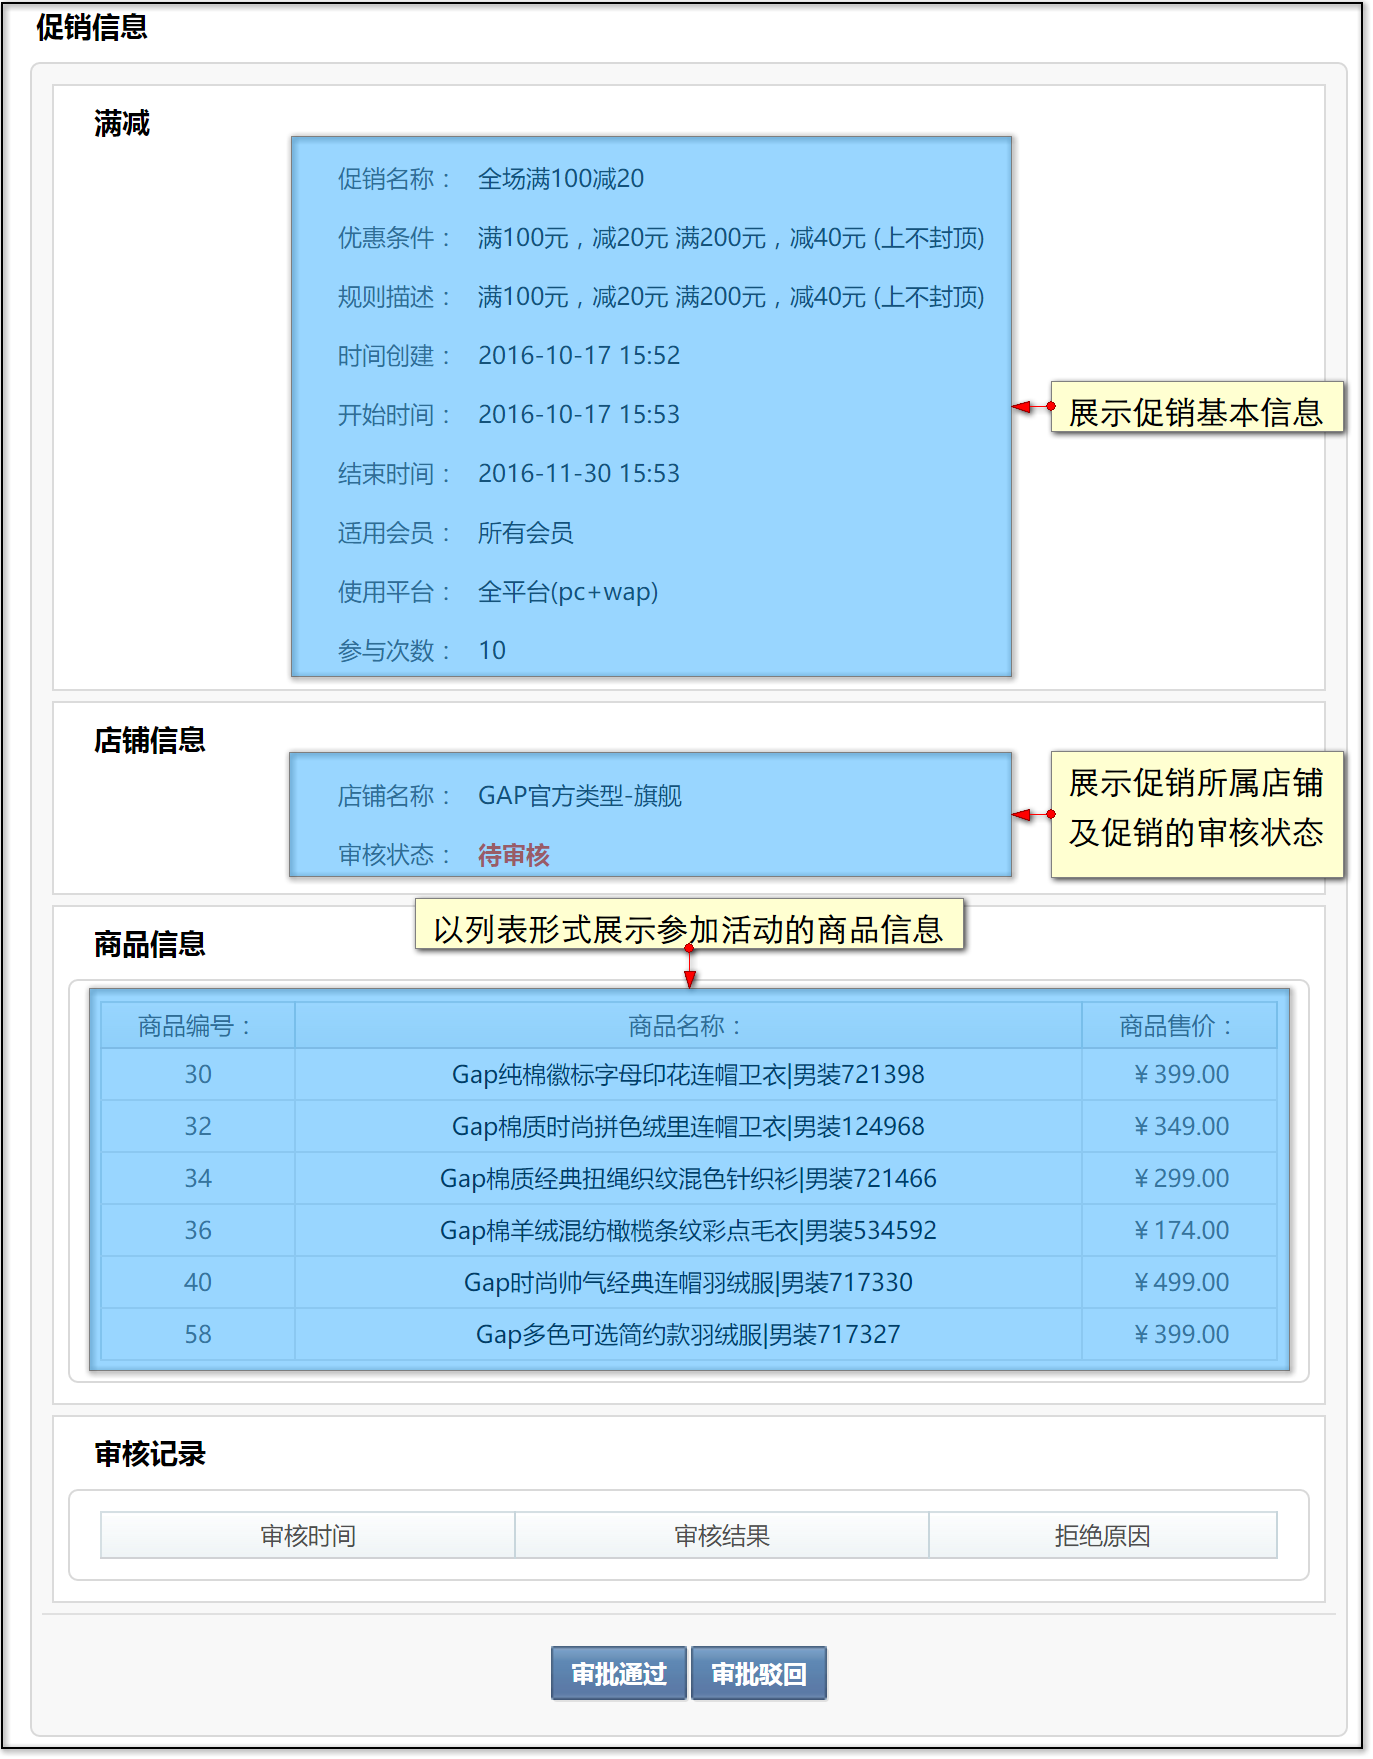 促销信息
满减
促销名称： 全场满100减20
优惠条件： 满100元，减20元 满200元，减40元 (上不封顶)
规则描述： 满100元，减20元 满200元，减40元 (上不封顶)
时间创建： 2016-10-17 15:52
开始时间： 2016-10-17 15:53
展示促销基本信息
结束时间： 2016-11-30 15:53
适用会员： 所有会员
使用平台： 全平台(pc+wap)
参与次数： 10
店铺信息
店铺名称： GAP官方类型-旗舰
审核状态： 待审核
展示促销所属店铺
及促销的审核状态
以列表形式展示参加活动的商品信息
商品信息
商品编号： 商品名称： 商品售价：
30 Gap纯棉徽标字母印花连帽卫衣|男装721398 ¥399.00
32 Gap棉质时尚拼色绒里连帽卫衣|男装124968 ¥349.00
34 Gap棉质经典扭绳织纹混色针织衫|男装721466 ¥299.00
36 Gap棉羊绒混纺橄榄条纹彩点毛衣|男装534592 ¥174.00
40 Gap时尚帅气经典连帽羽绒服|男装717330 ¥499.00
58 Gap多色可选简约款羽绒服|男装717327 ¥399.00
审核记录
审核时间 审核结果 拒绝原因
审批通过 审批驳回